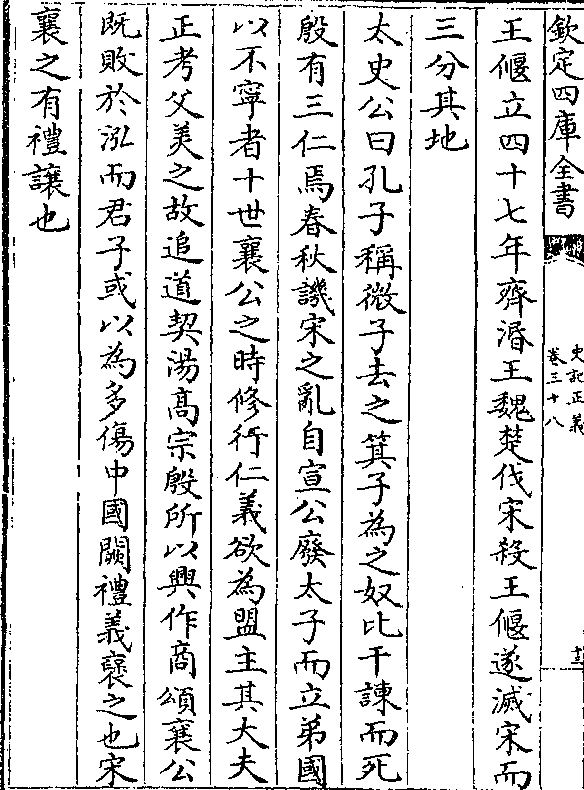 欽定四庫全書
史記正義
卷三十八
王偃立四十七年齊湣王魏楚伐宋殺王偃遂滅宋而
三分其地
太史公曰孔子稱微子去之箕子為之奴比干諫而死
殷有三仁焉春秋譏宋之亂自宣公廢太子而立弟國
以不寧者十世襄公之時修行仁義欲為盟主其大夫
正考父美之故追道契湯髙宗殷所以興作商頌襄公
既敗於泓而君子或以為多傷中國闕禮義襃之也宋
襄之有禮讓也